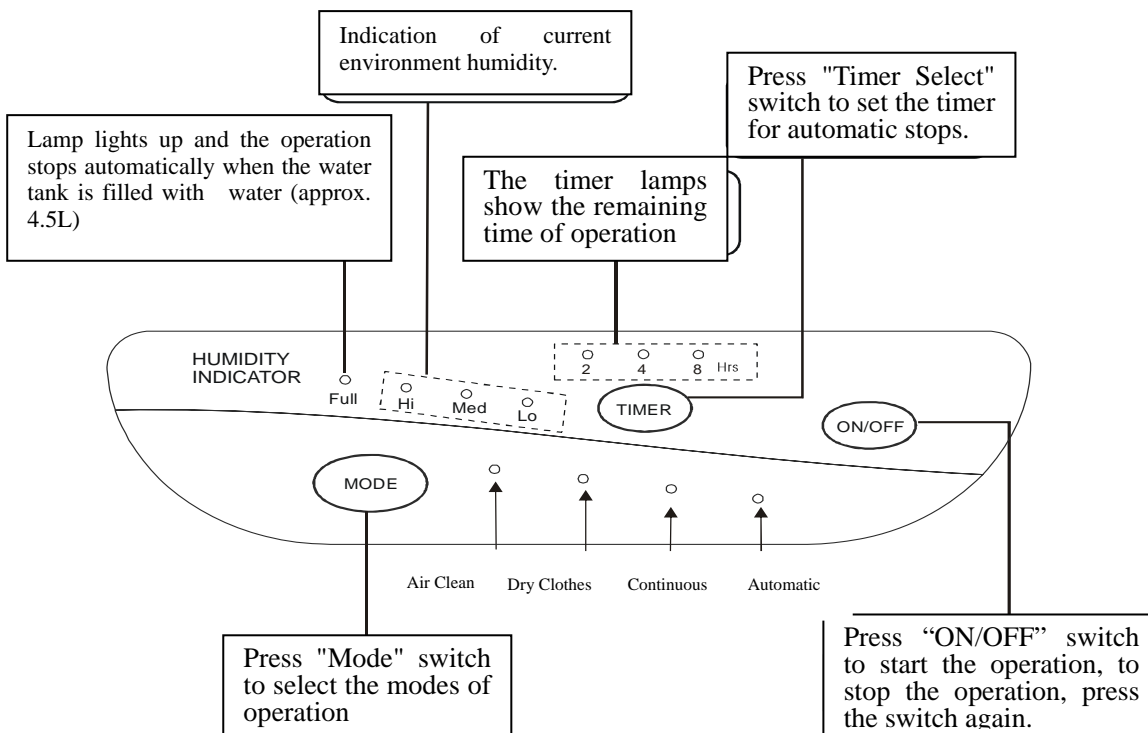 Indication of current
environment humidity.
Press "Timer Select"
switch to set the timer
for automatic stops.
Lamp lights up and the operation
stops automatically when the water
tank is filled with water (approx.
4.5L)
The timer lamps
show the remaining
time of operation
HUMIDITY
INDICATOR
Full
Hi
Med
Lo
2 4 8 Hrs
TIMER
ON/OFF
MODE
Air Clean
Dry Clothes
Continuous
Automatic
Press "Mode" switch
to select the modes of
operation
Press “ON/OFF” switch
to start the operation, to
stop the operation, press
the switch again.